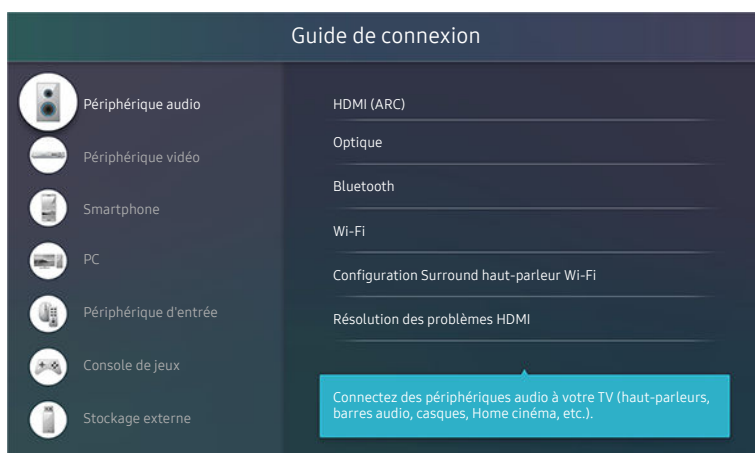 Guide de connexion
Périphérique audio
Périphérique vidéo
Smartphone
PC
Périphérique d'entrée
Console de jeux
Stockage externe
HDMI (ARC)
Optique
Bluetooth
Wi-Fi
Configuration Surround haut-parleur Wi-Fi
Résolution des problèmes HDMI
Connectez des périphériques audio à votre TV (haut-parleurs,
barres audio, casques, Home cinéma, etc.).